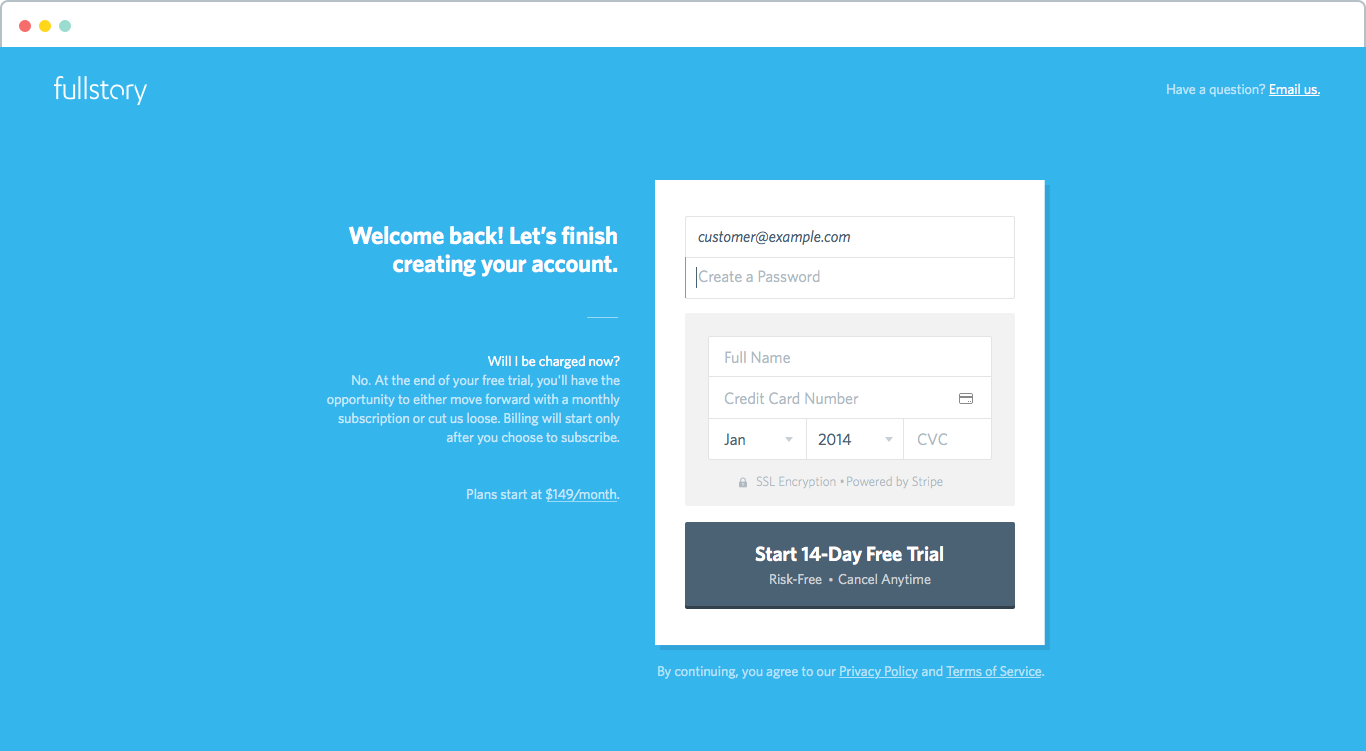 fullstory
Have a question? Email us.
Welcome back! Let's finish
creating your account.
Will I be charged now?
No. At the end of your free trial, you'll have the
opportunity to either move forward with a monthly
subscription or cut us loose. Billing will start only
after you choose to subscribe.
Plans start at $149/month.
customer@example.com
Create a Password
Full Name
Credit Card Number
Jan 2014 CVC
SSL Encryption • Powered by Stripe
Start 14-Day Free Trial
Risk-Free • Cancel Anytime
By continuing, you agree to our Privacy Policy and Terms of Service.